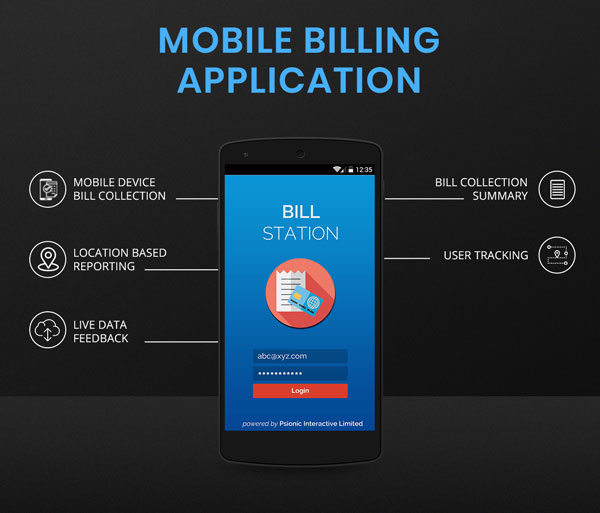 MOBILE BILLING
APPLICATION
MOBILE DEVICE
BILL COLLECTION
LOCATION BASED
REPORTING
LIVE DATA
FEEDBACK
12:35
BILL
STATION
abc@xyz.com
***********
Login
powered by Psionic Interactive Limited
BILL COLLECTION
SUMMARY
USER TRACKING